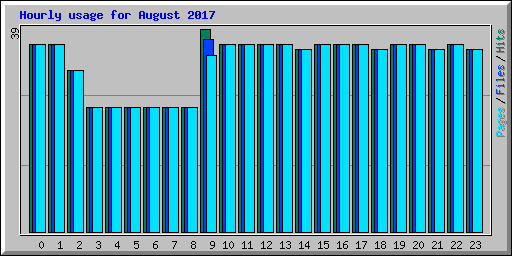 Hourly usage for August 2017
39
Pages/Files/Hits
0 1 2 3 4 5 6 7 8 9 10 11 12 13 14 15 16 17 18 19 20 21 22 23